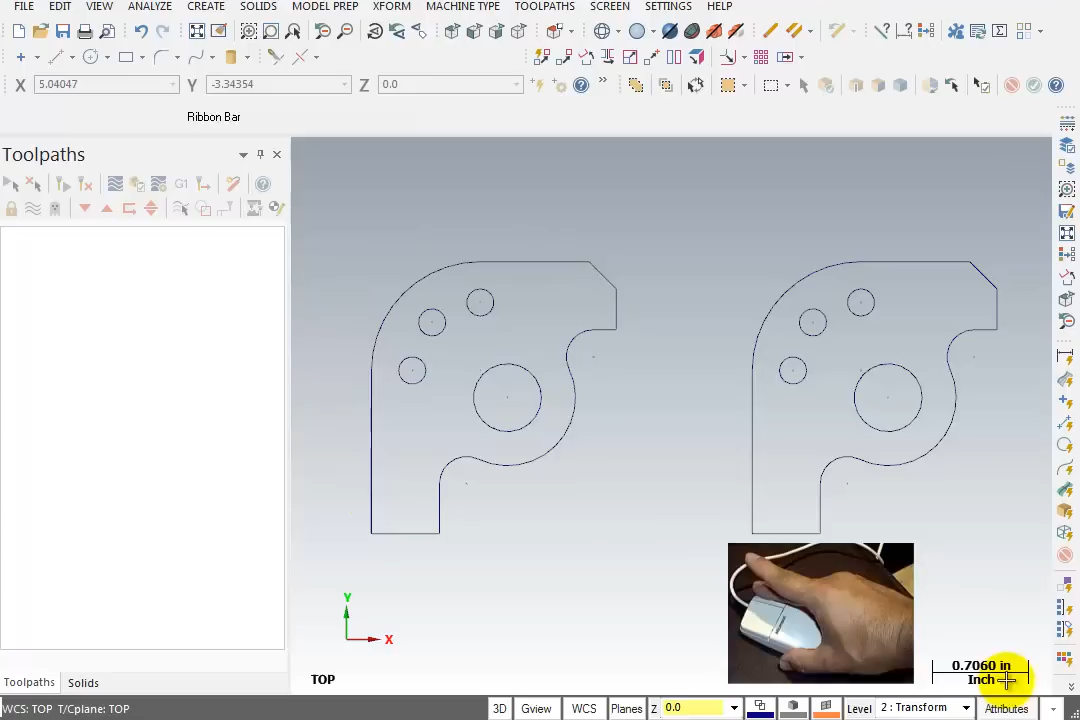 FILE EDIT VIEW ANALYZE CREATE SOLIDS MODEL PREP XFORM MACHINE TYPE TOOLPATHS SCREEN SETTINGS HELP
X 5.04047 Y -3.34354 Z 0.0
Ribbon Bar
Toolpaths
G1
Y
X
TOP
0.7060 in
Inch
Toolpaths Solids
WCS: TOP T/Cplane: TOP 3D Gview WCS Planes Z 0.0 Level 2 : Transform Attributes